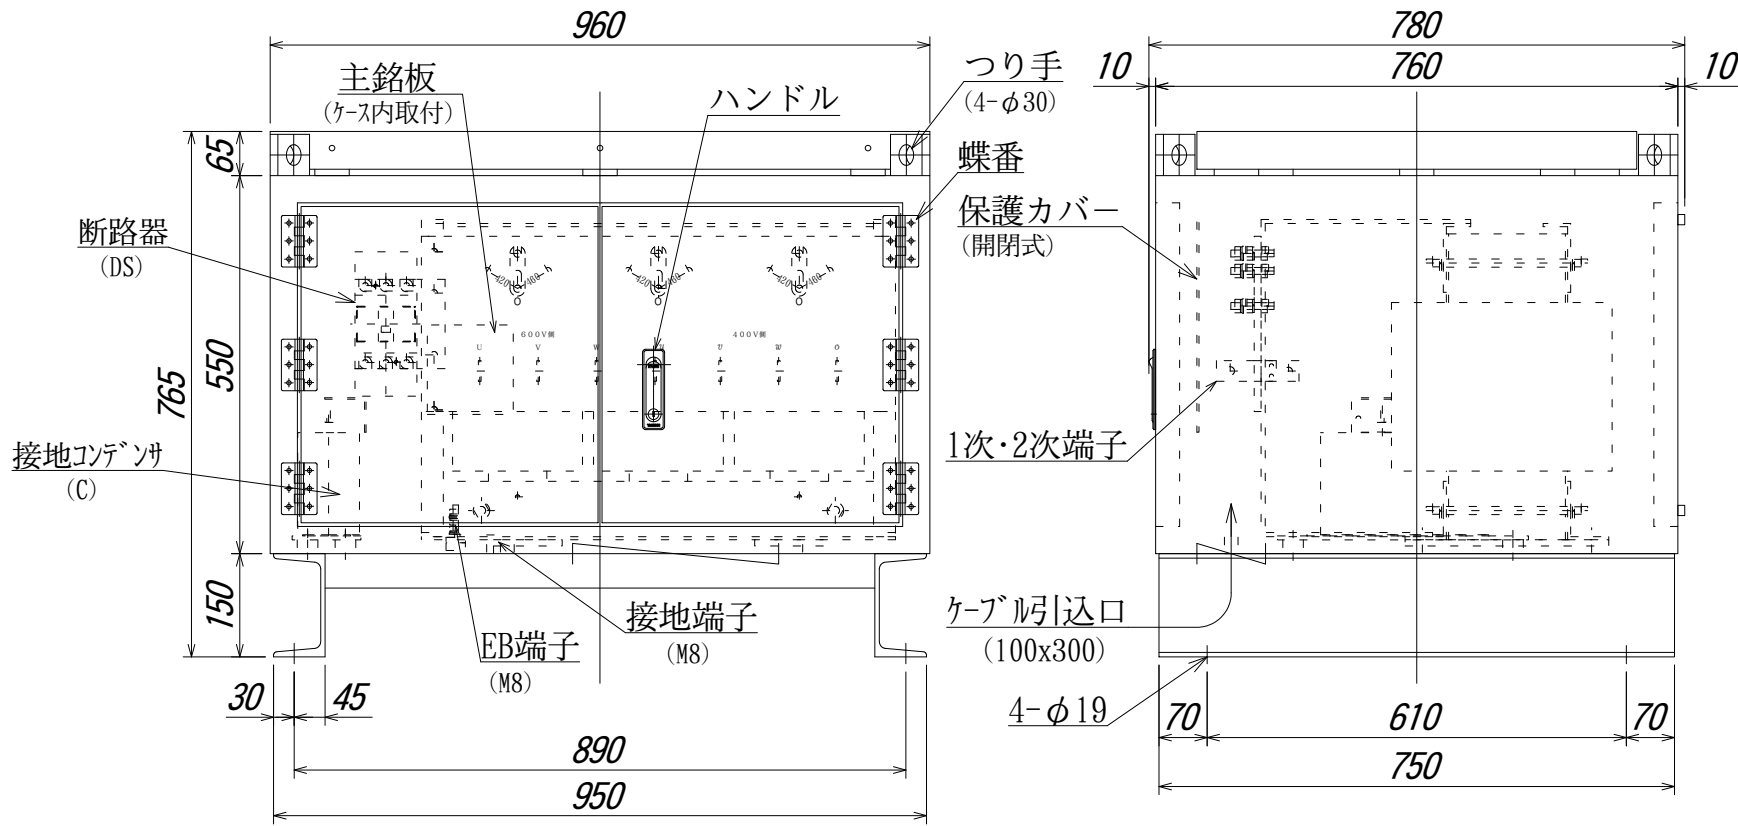 960
主銘板
(ケース内取付)
ハンドル
つり手
(4-φ30)
蝶番
保護カバー
(開閉式)
断路器
(DS)
接地コンデンサ
(C)
1次・2次端子
600V側
400V側
U
V
W
u
v
w
o
65
550
765
150
EB端子
(M8)
接地端子
(M8)
ケーブル引込口
(100x300)
4-φ19
30
45
890
950
780
10
760
10
70
610
70
750